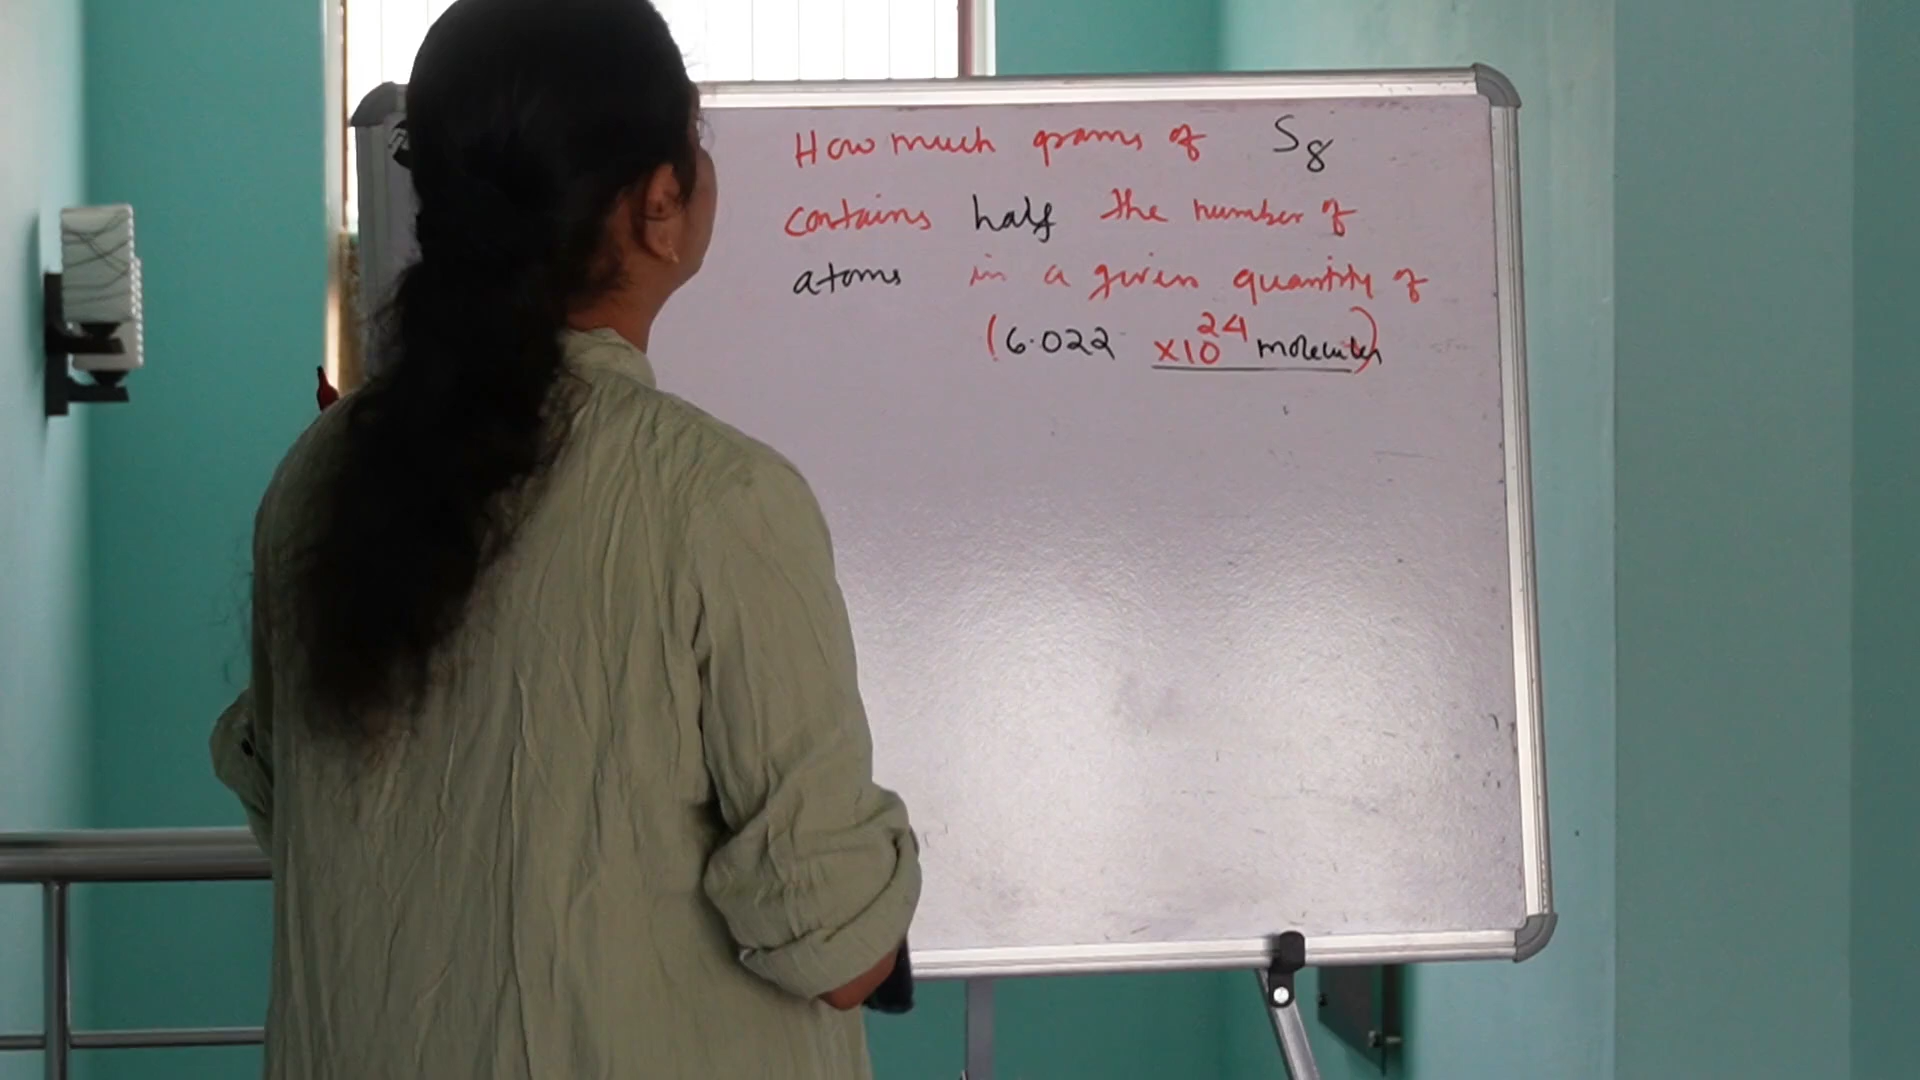 How much grams of S8
contains half the number of
atoms in a given quantity of
(6.022 x10^24 molecules)